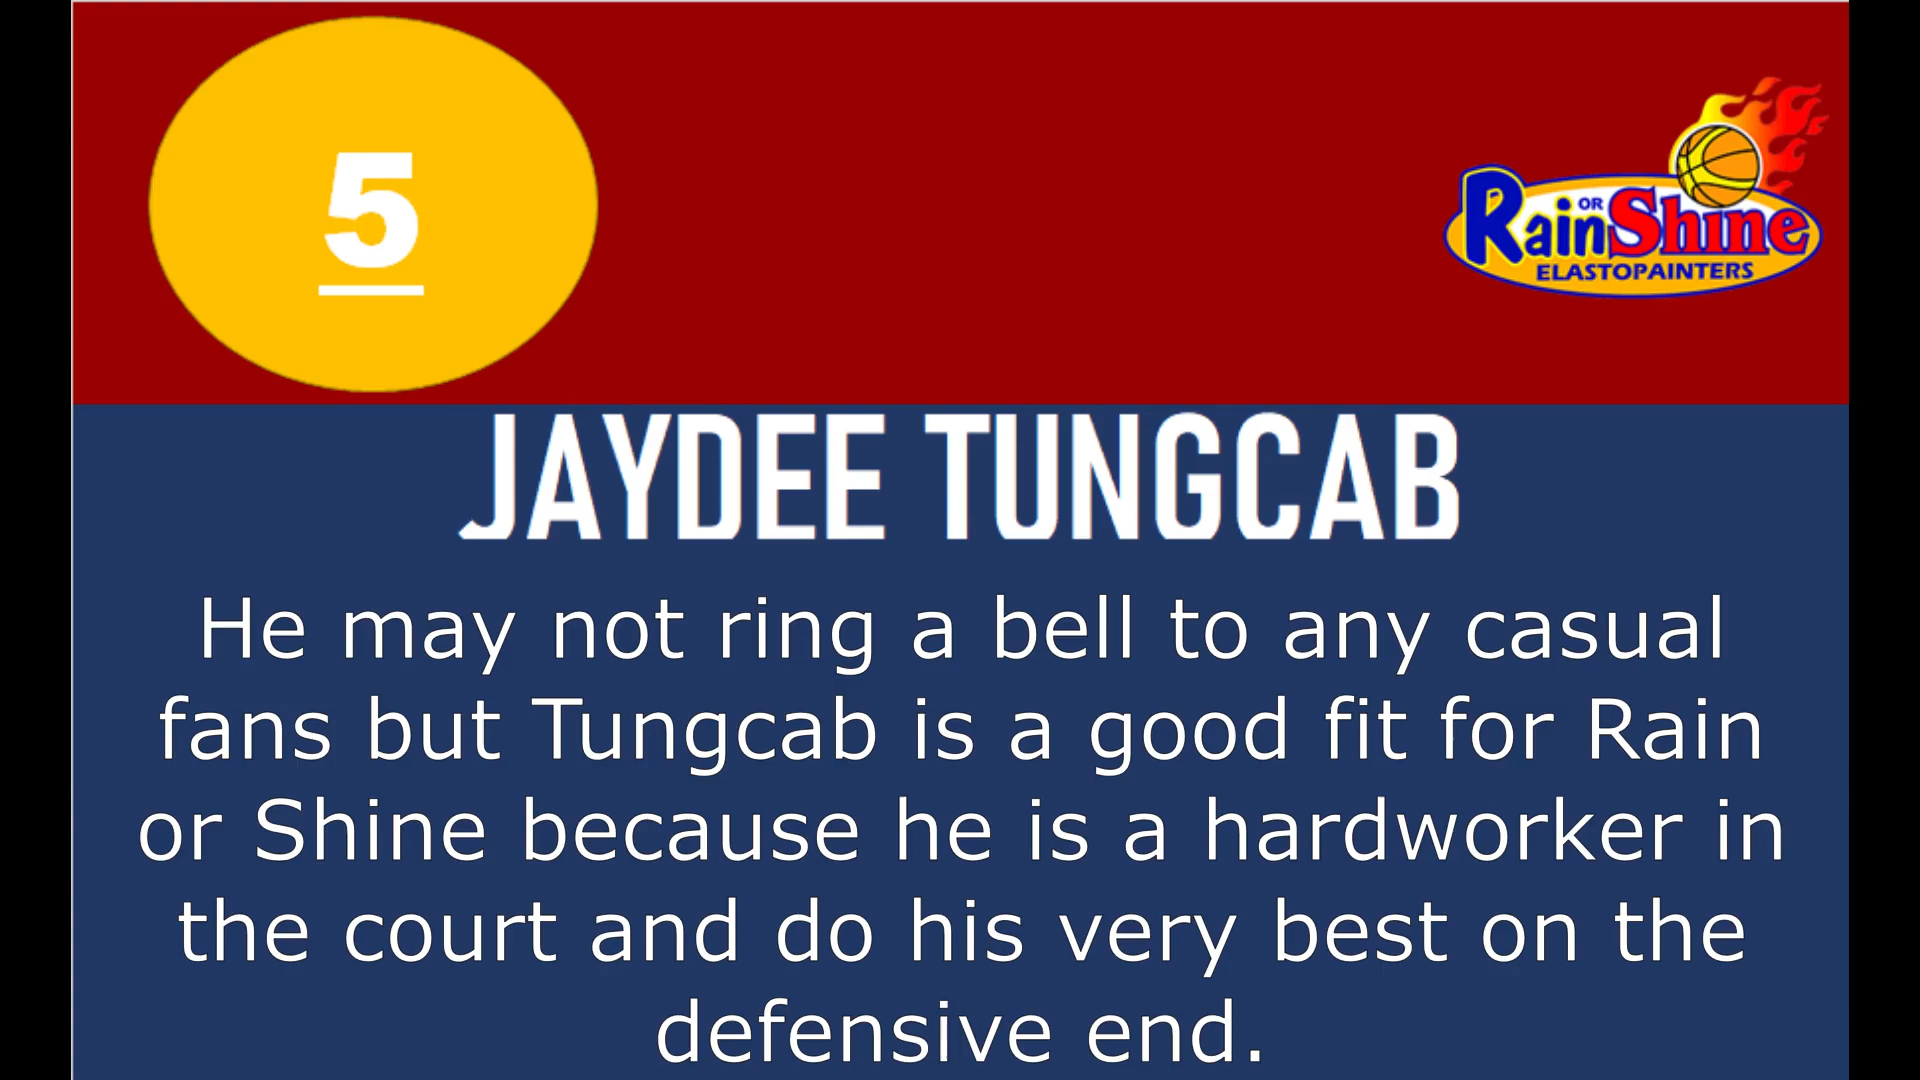 5
Rain OR Shine
ELASTOPAINTERS
JAYDEE TUNGCAB
He may not ring a bell to any casual
fans but Tungcab is a good fit for Rain
or Shine because he is a hardworker in
the court and do his very best on the
defensive end.